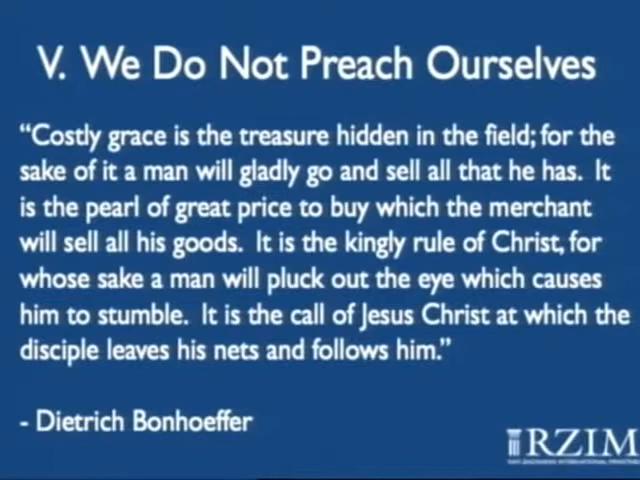 V. We Do Not Preach Ourselves
“Costly grace is the treasure hidden in the field; for the
sake of it a man will gladly go and sell all that he has. It
is the pearl of great price to buy which the merchant
will sell all his goods. It is the kingly rule of Christ, for
whose sake a man will pluck out the eye which causes
him to stumble. It is the call of Jesus Christ at which the
disciple leaves his nets and follows him.”
- Dietrich Bonhoeffer
RZIM